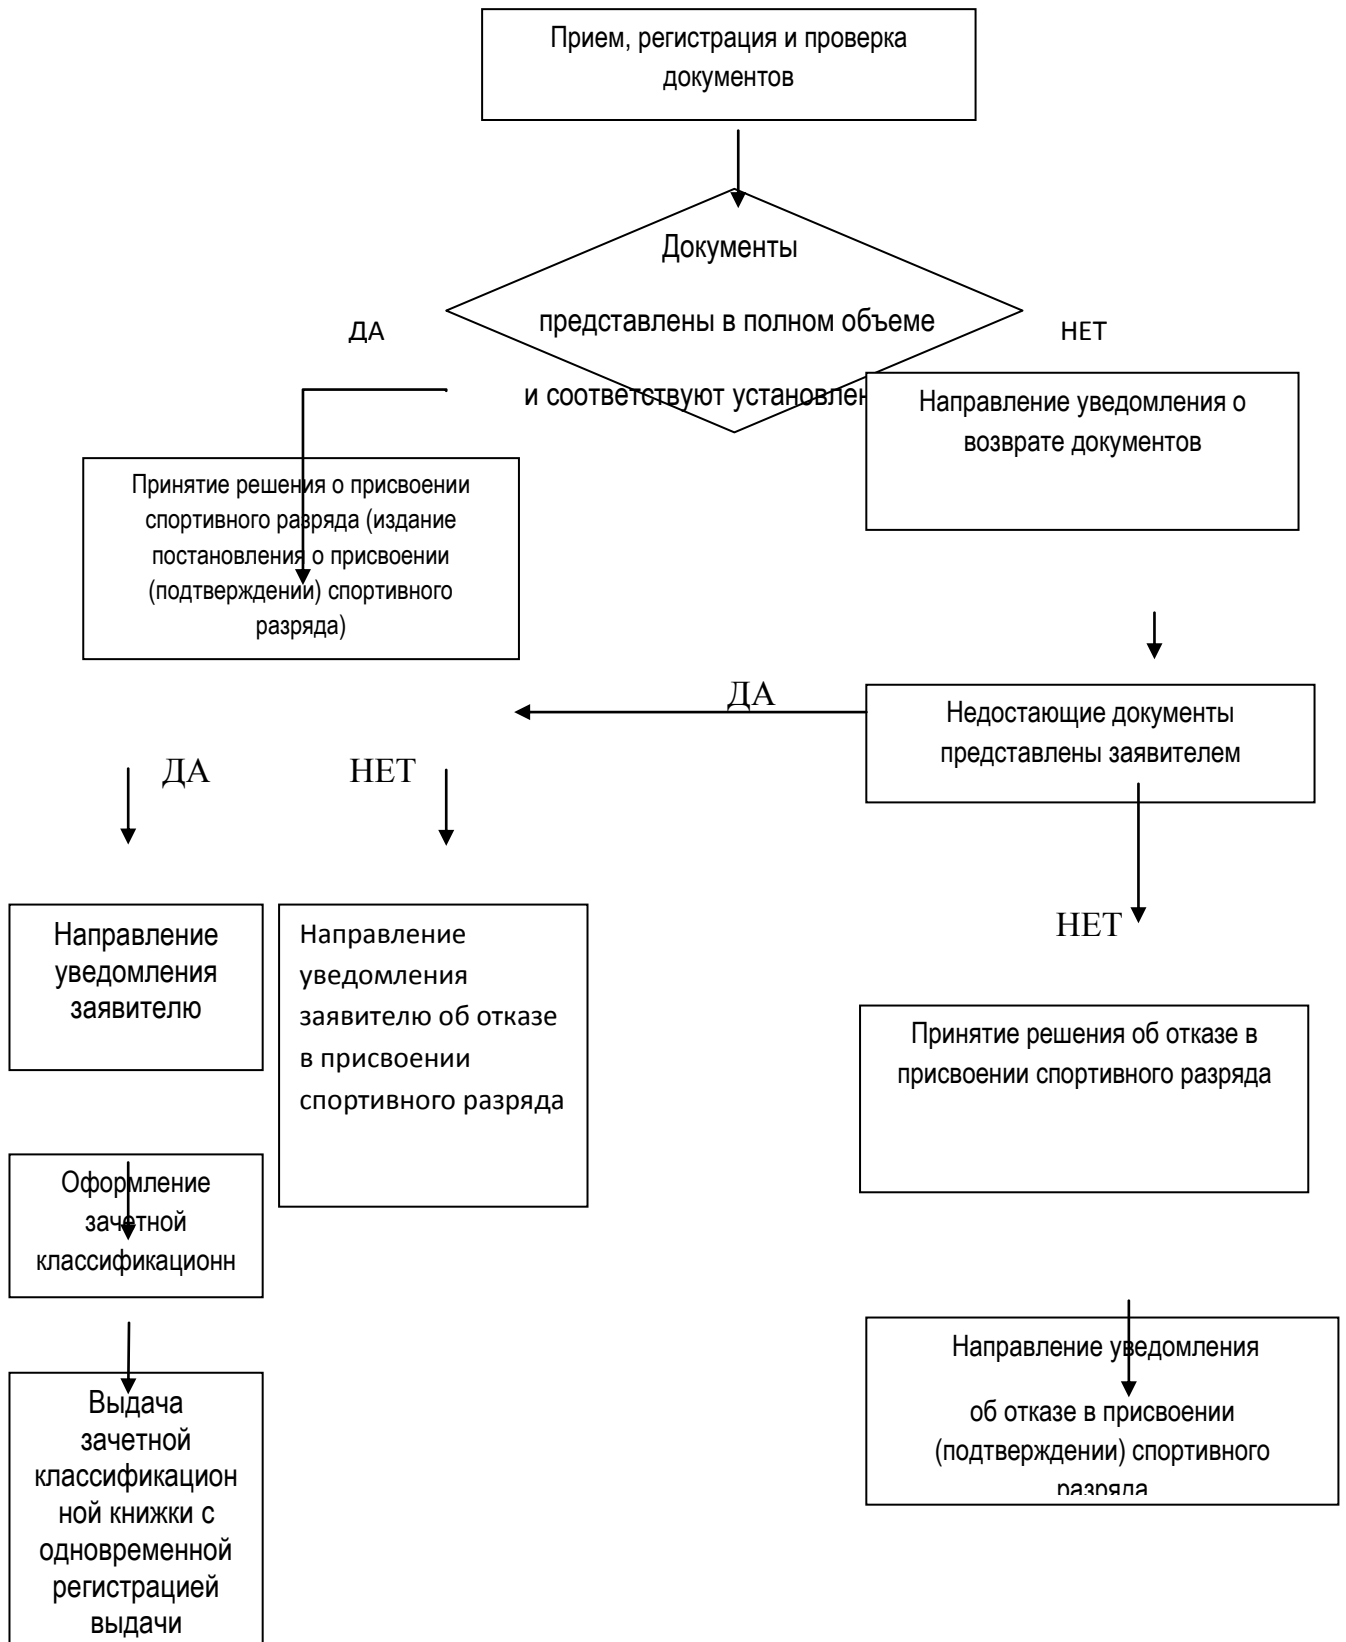 Прием, регистрация и проверка
документов
Документы
представлены в полном объеме
и соответствуют
ДА
НЕТ
Направление уведомления о
возврате документов
Принятие решения о присвоении
спортивного разряда (издание
постановления о присвоении
(подтверждении) спортивного
разряда)
ДА
Недостающие документы
представлены заявителем
ДА
НЕТ
НЕТ
Направление
уведомления
заявителю
Направление
уведомления
заявителю об отказе
в присвоении
спортивного разряда
Принятие решения об отказе в
присвоении спортивного разряда
Оформление
зачетной
классификационн
Направление уведомления
об отказе в присвоении
(подтверждении) спортивного
разряда
Выдача
зачетной
классификацион
ной книжки с
одновременной
регистрацией
выдачи